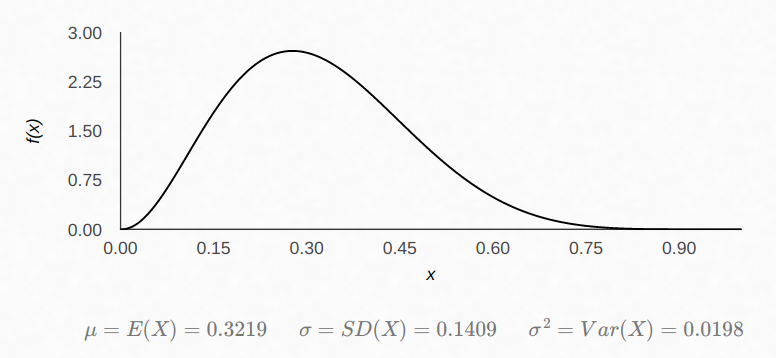 3.00
2.25
f(x)
1.50
0.75
0.00
0.00 0.15 0.30 0.45 0.60 0.75 0.90
x
μ = E(X) = 0.3219 σ = SD(X) = 0.1409 σ² = Var(X) = 0.0198